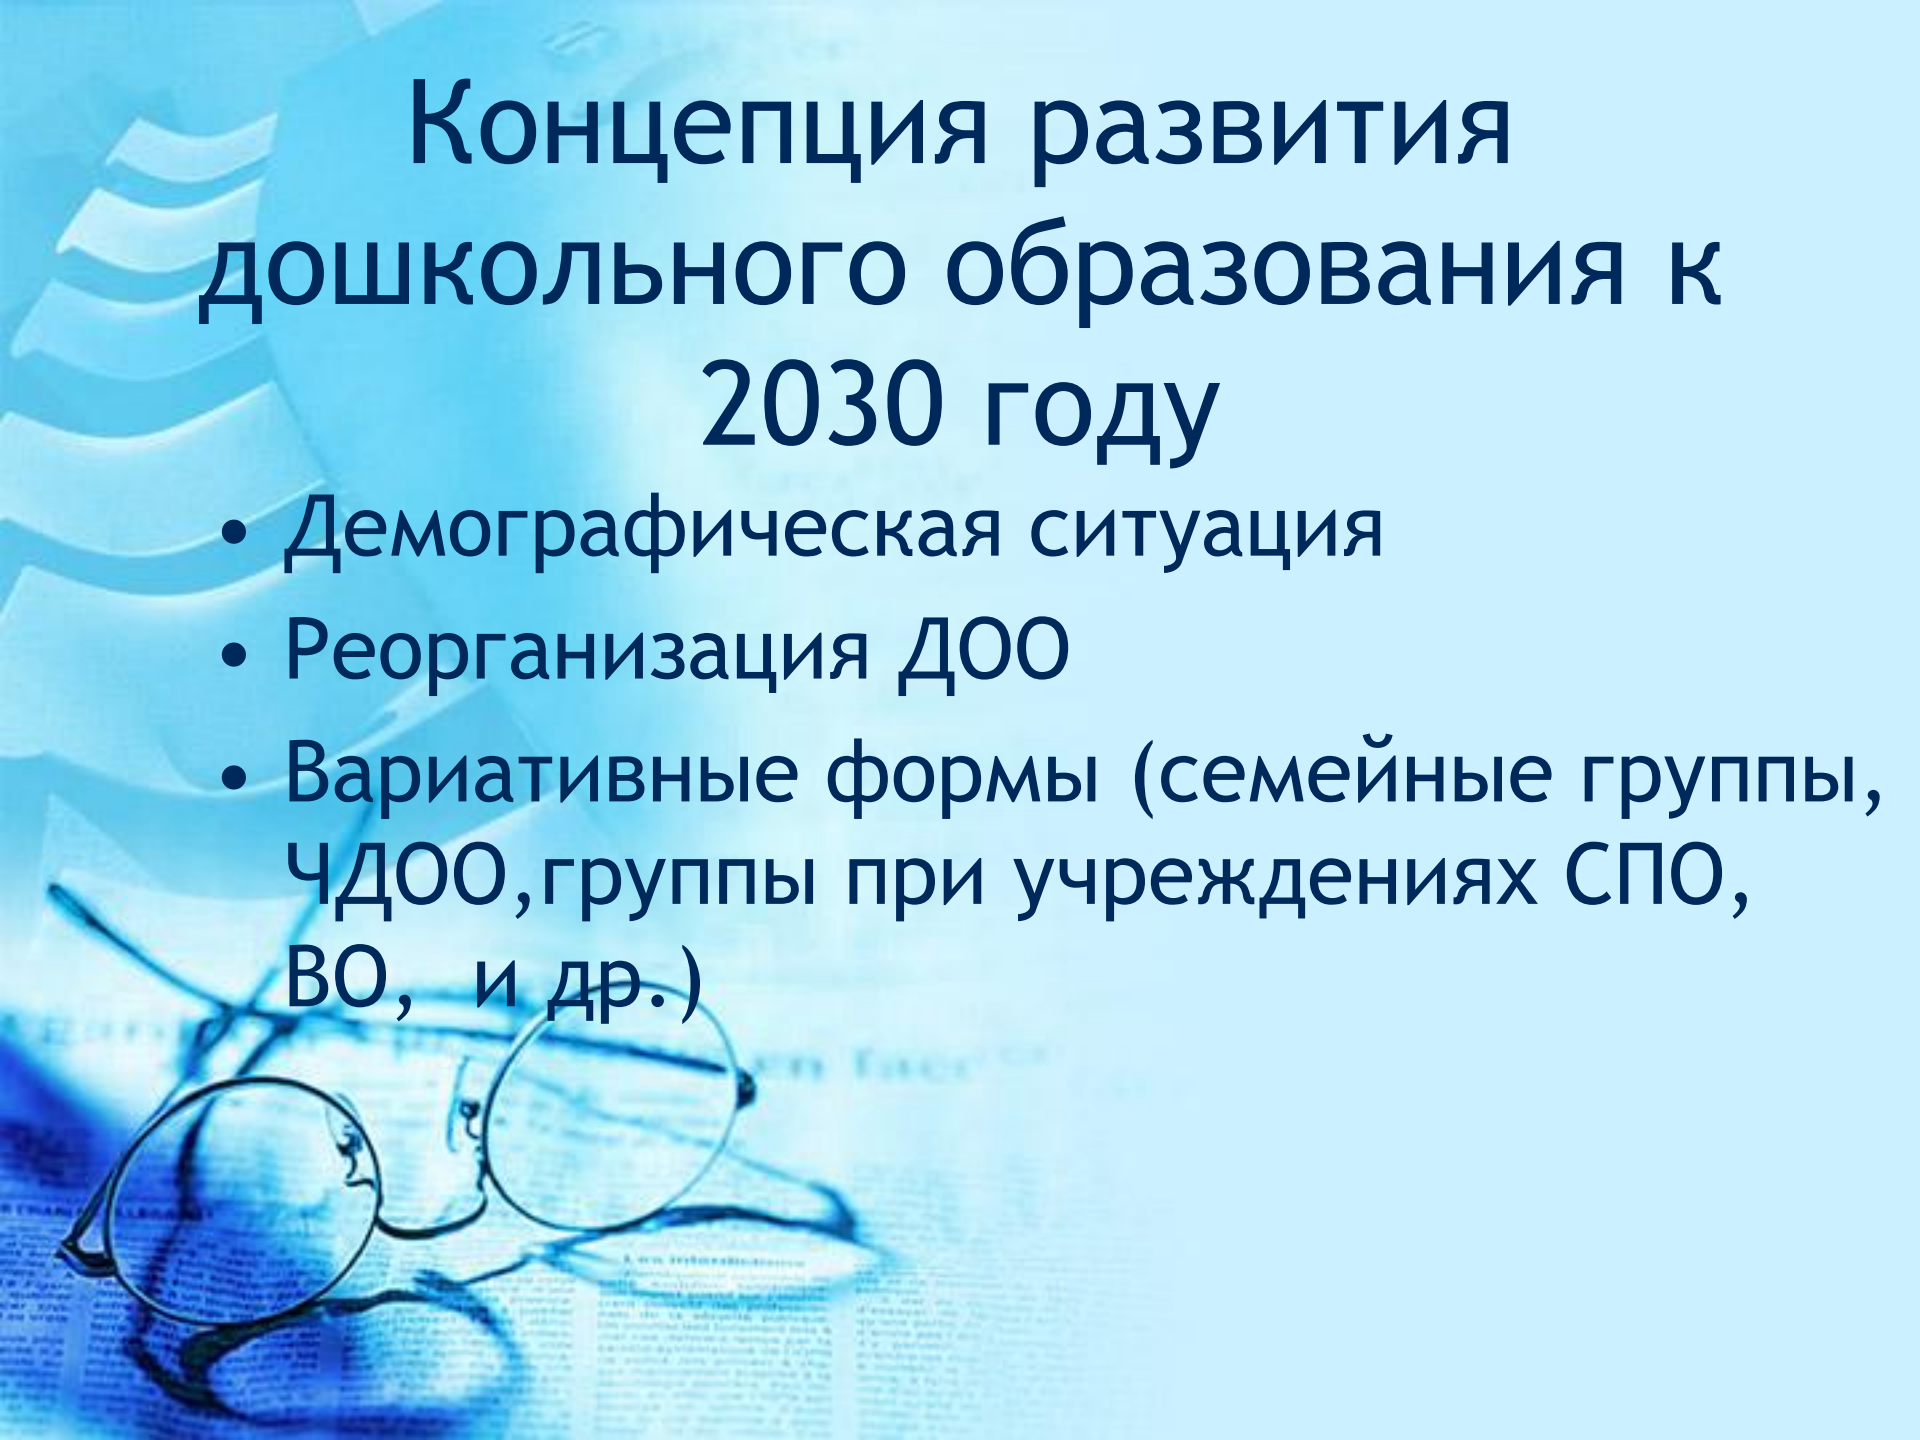 Концепция развития
дошкольного образования к
2030 году
• Демографическая ситуация
• Реорганизация ДОО
• Вариативные формы (семейные группы,
ЧДОО,группы при учреждениях СПО,
ВО,  и др.)